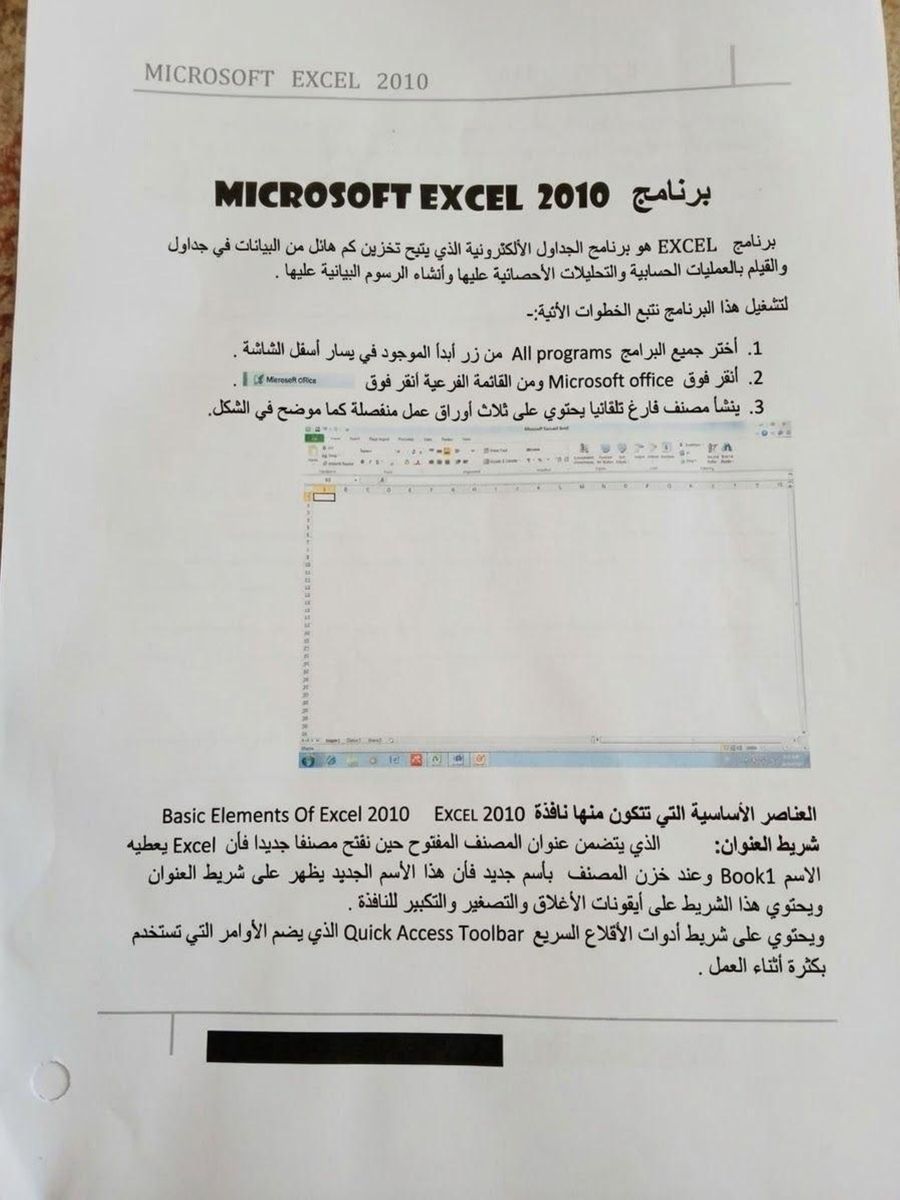 MICROSOFT EXCEL 2010
برنامج MICROSOFT EXCEL 2010
برنامج EXCEL هو برنامج الجداول الألكترونية الذي يتيح تخزين كم هائل من البيانات في جداول
والقيام بالعمليات الحسابية والتحليلات الأحصائية عليها وأنشاء الرسوم البيانية عليها .
لتشغيل هذا البرنامج نتبع الخطوات الأتية:-
1. أختر جميع البرامج All programs من زر أبدأ الموجود في يسار أسفل الشاشة .
2. أنقر فوق Microsoft office ومن القائمة الفرعية أنقر فوق Microsoft Office .
3. ينشأ مصنف فارغ تلقائيا يحتوي على ثلاث أوراق عمل منفصلة كما موضح في الشكل.
العناصر الأساسية التي تتكون منها نافذة EXCEL 2010 Basic Elements Of Excel 2010
شريط العنوان: الذي يتضمن عنوان المصنف المفتوح حين نفتح مصنفا جديدا فأن Excel يعطيه
الاسم Book1 وعند خزن المصنف بأسم جديد فأن هذا الأسم الجديد يظهر على شريط العنوان
ويحتوي هذا الشريط على أيقونات الأغلاق والتصغير والتكبير للنافذة .
ويحتوي على شريط أدوات الأقلاع السريع Quick Access Toolbar الذي يضم الأوامر التي تستخدم
بكثرة أثناء العمل .